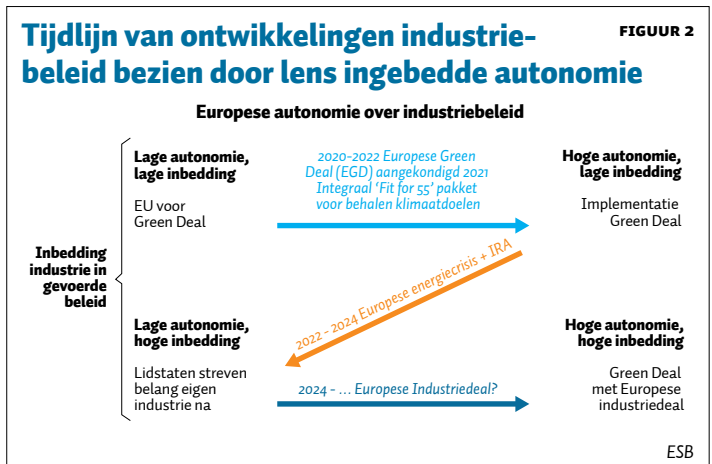 Tijdlijn van ontwikkelingen industrie-
beleid bezien door lens ingebedde autonomie
FIGUUR 2
Europese autonomie over industriebeleid
Lage autonomie,
lage inbedding
EU voor
Green Deal
2020-2022 Europese Green
Deal (EGD) aangekondigd 2021
Integraal ‘Fit for 55’ pakket
voor behalen klimaatdoelen
Hoge autonomie,
lage inbedding
Implementatie
Green Deal
Inbedding
industrie in
gevoerde
beleid
2022 - 2024 Europese energiecrisis + IRA
Lage autonomie,
hoge inbedding
Lidstaten streven
belang eigen
industrie na
2024 - ... Europese Industriedeal?
Hoge autonomie,
hoge inbedding
Green Deal
met Europese
industriedeal
ESB